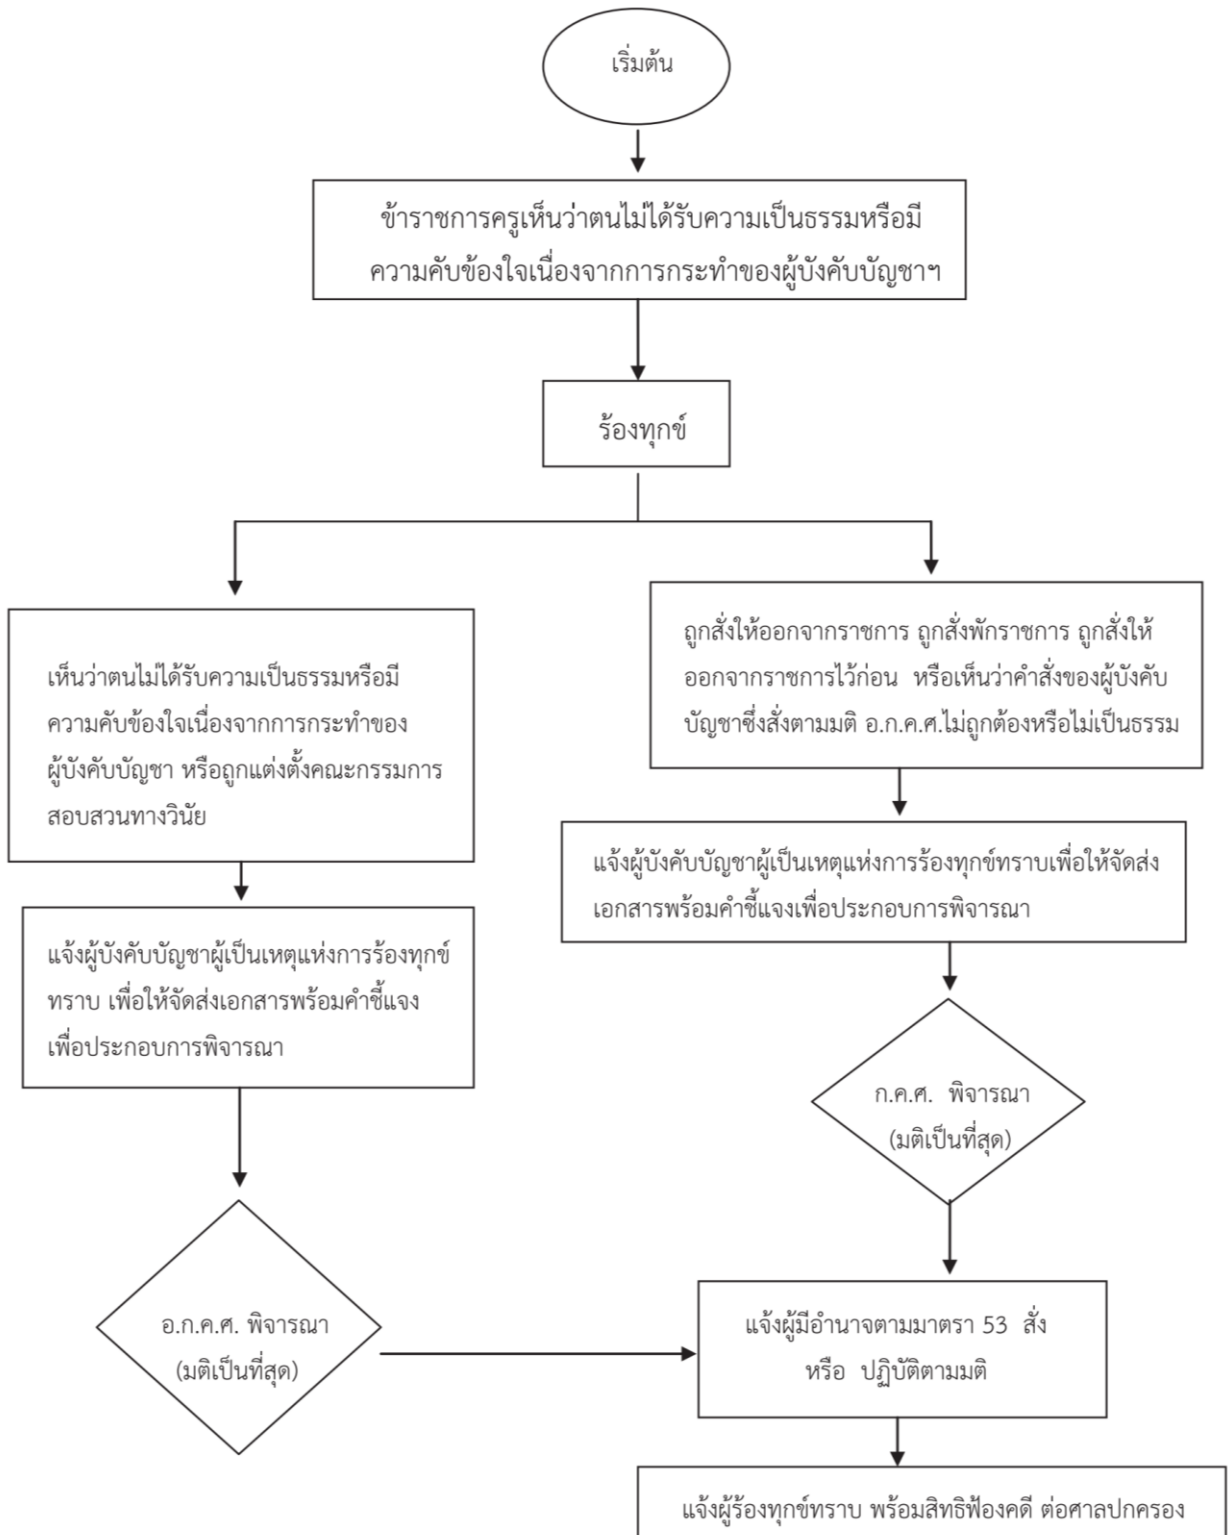 เริ่มต้น
ข้าราชการครูเห็นว่าตนไม่ได้รับความเป็นธรรมหรือมี
ความคับข้องใจเนื่องจากการกระทำของผู้บังคับบัญชาฯ
ร้องทุกข์
เห็นว่าตนไม่ได้รับความเป็นธรรมหรือมี
ความคับข้องใจเนื่องจากการกระทำของ
ผู้บังคับบัญชา หรือถูกแต่งตั้งคณะกรรมการ
สอบสวนทางวินัย
แจ้งผู้บังคับบัญชาผู้เป็นเหตุแห่งการร้องทุกข์
ทราบ เพื่อให้จัดส่งเอกสารพร้อมคำชี้แจง
เพื่อประกอบการพิจารณา
อ.ก.ค.ศ. พิจารณา
(มติเป็นที่สุด)
ถูกสั่งให้ออกจากราชการ ถูกสั่งพักราชการ ถูกสั่งให้
ออกจากราชการไว้ก่อน หรือเห็นว่าคำสั่งของผู้บังคับ
บัญชาซึ่งสั่งตามมติ อ.ก.ค.ศ.ไม่ถูกต้องหรือไม่เป็นธรรม
แจ้งผู้บังคับบัญชาผู้เป็นเหตุแห่งการร้องทุกข์ทราบเพื่อให้จัดส่ง
เอกสารพร้อมคำชี้แจงเพื่อประกอบการพิจารณา
ก.ค.ศ. พิจารณา
(มติเป็นที่สุด)
แจ้งผู้มีอำนาจตามมาตรา 53 สั่ง
หรือ ปฏิบัติตามมติ
แจ้งผู้ร้องทุกข์ทราบ พร้อมสิทธิฟ้องคดี ต่อศาลปกครอง